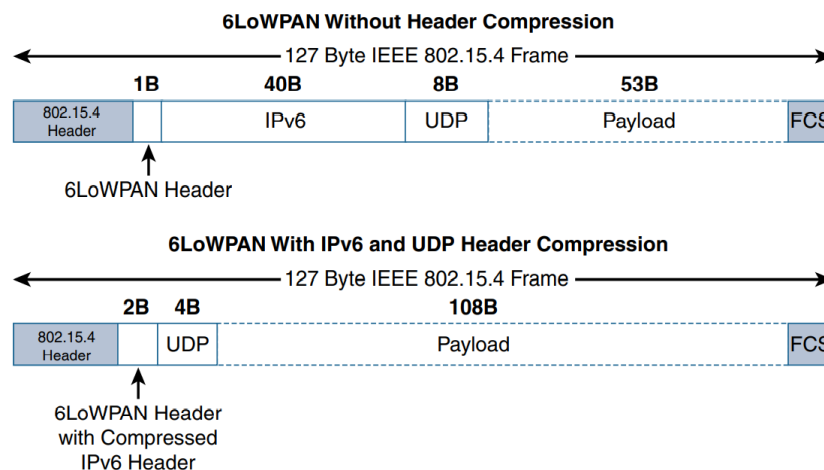 6LoWPAN Without Header Compression
127 Byte IEEE 802.15.4 Frame
1B 40B 8B 53B
802.15.4 Header IPv6 UDP Payload FCS
6LoWPAN Header
6LoWPAN With IPv6 and UDP Header Compression
127 Byte IEEE 802.15.4 Frame
2B 4B 108B
802.15.4 Header UDP Payload FCS
6LoWPAN Header
with Compressed
IPv6 Header